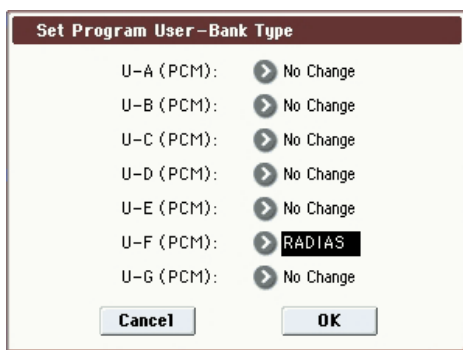 Set Program User-Bank Type
U-A (PCM): No Change
U-B (PCM): No Change
U-C (PCM): No Change
U-D (PCM): No Change
U-E (PCM): No Change
U-F (PCM): RADIAS
U-G (PCM): No Change
Cancel OK